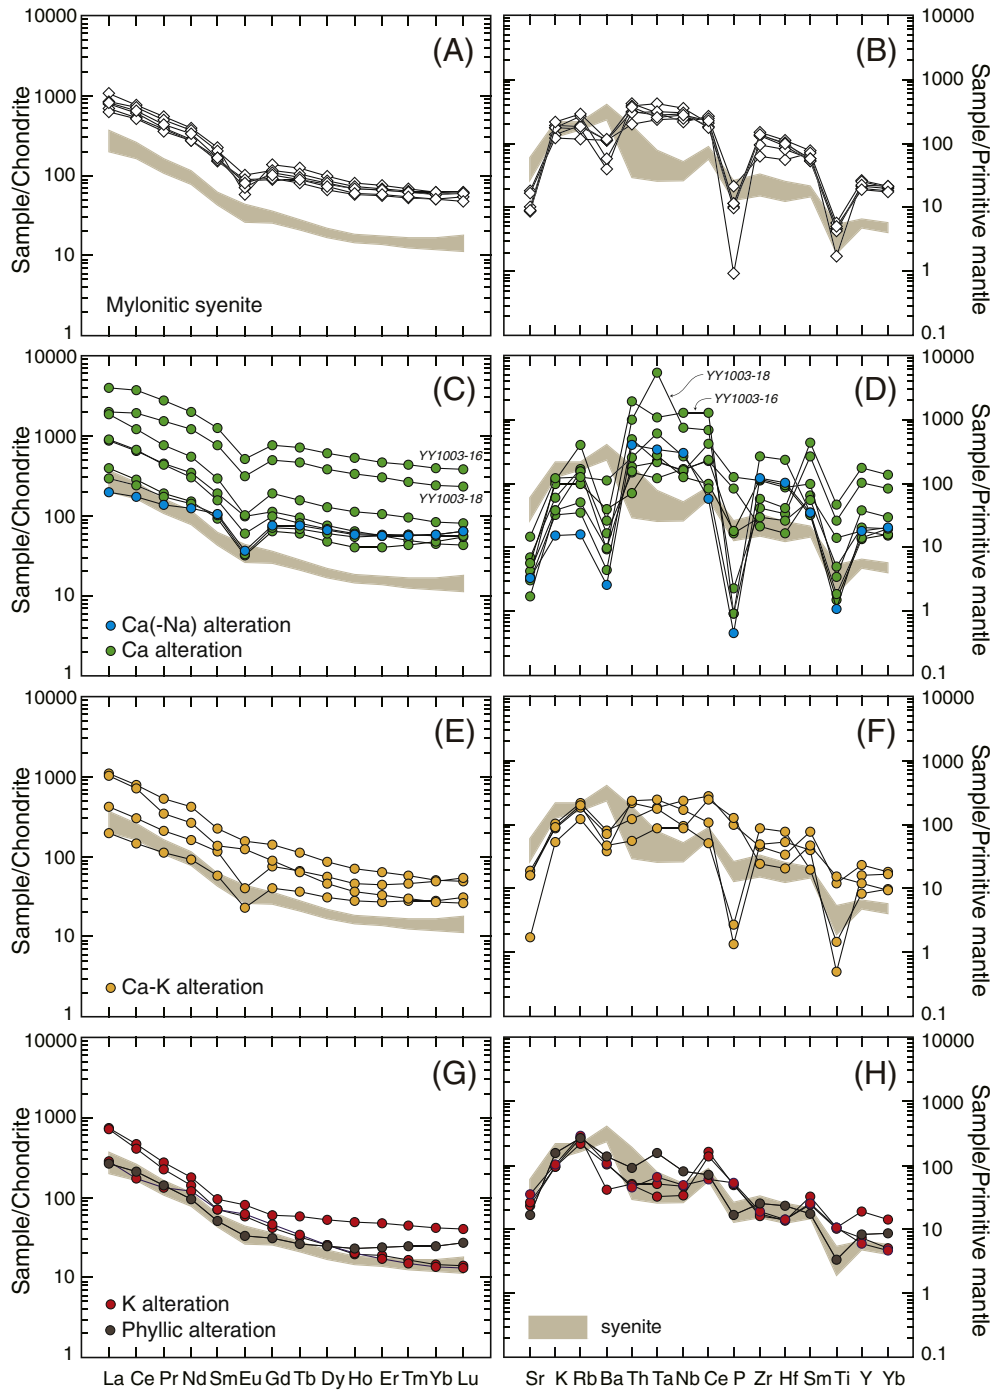 10000
1000
100
10
1
Sample/Chondrite
(A)
Mylonitic syenite
(B)
10000
1000
100
10
1
0.1
Sample/Primitive mantle
10000
1000
100
10
1
Sample/Chondrite
(C)
YY1003-16
YY1003-18
Ca(-Na) alteration
Ca alteration
(D)
YY1003-18
YY1003-16
10000
1000
100
10
1
0.1
Sample/Primitive mantle
10000
1000
100
10
1
Sample/Chondrite
(E)
Ca-K alteration
(F)
10000
1000
100
10
1
0.1
Sample/Primitive mantle
10000
1000
100
10
1
Sample/Chondrite
(G)
K alteration
Phyllic alteration
(H)
syenite
10000
1000
100
10
1
0.1
Sample/Primitive mantle
La Ce Pr Nd Sm Eu Gd Tb Dy Ho Er Tm Yb Lu
Sr K Rb Ba Th Ta Nb Ce P Zr Hf Sm Ti Y Yb